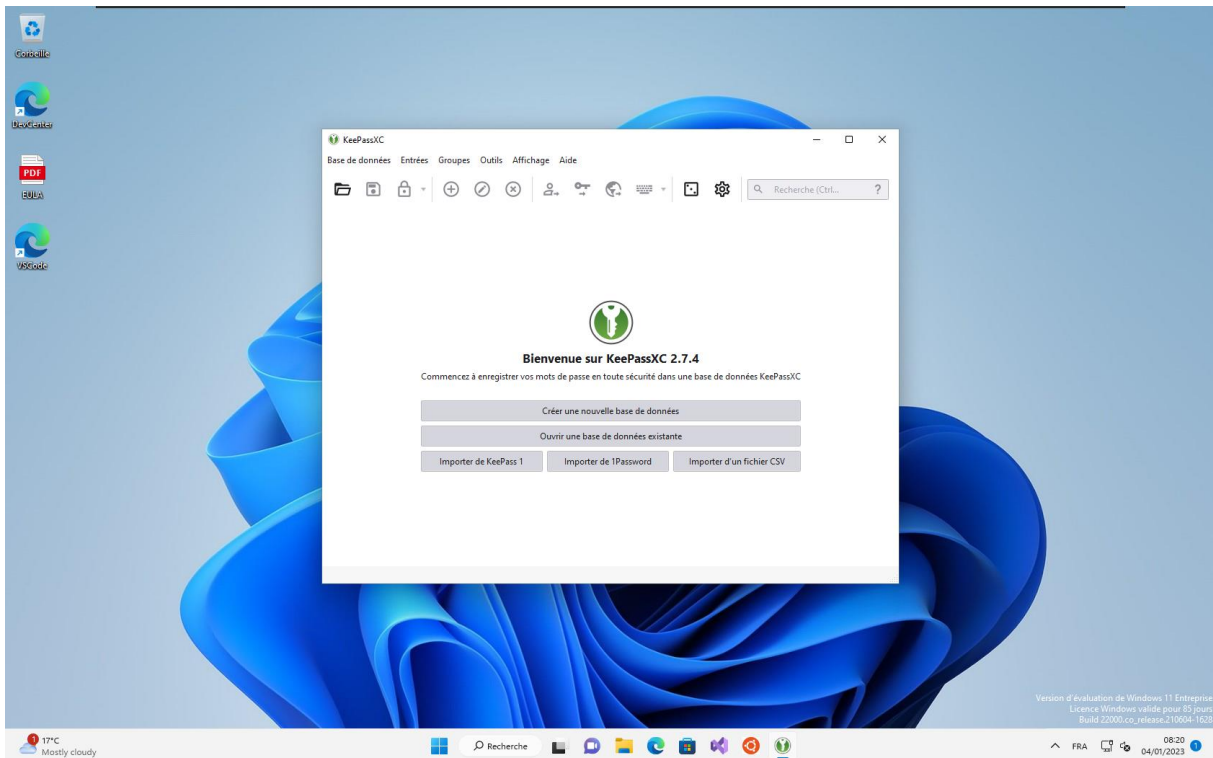 Corbeille
DevCenter
PDF
EULA
VSCode
KeePassXC
Base de données Entrées Groupes Outils Affichage Aide
Recherche (Ctrl... ?
Bienvenue sur KeePassXC 2.7.4
Commencez à enregistrer vos mots de passe en toute sécurité dans une base de données KeePassXC
Créer une nouvelle base de données
Ouvrir une base de données existante
Importer de KeePass 1 Importer de 1Password Importer d'un fichier CSV
Version d'évaluation de Windows 11 Entreprise
Licence Windows valide pour 85 jours
Build 22000.co_release.210604-1628
1 17°C
Mostly cloudy
Recherche
FRA
08:20
04/01/2023
1